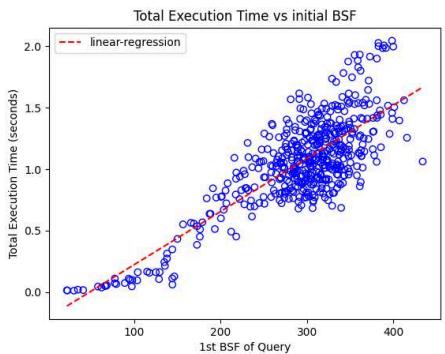 Total Execution Time vs initial BSF
linear-regression
Total Execution Time (seconds)
2.0
1.5
1.0
0.5
0.0
100
200
300
400
1st BSF of Query